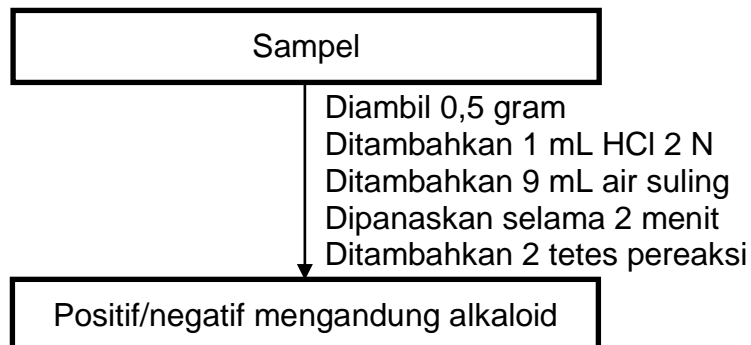 Sampel
Diambil 0,5 gram
Ditambahkan 1 mL HCl 2 N
Ditambahkan 9 mL air suling
Dipanaskan selama 2 menit
Ditambahkan 2 tetes pereaksi
Positif/negatif mengandung alkaloid